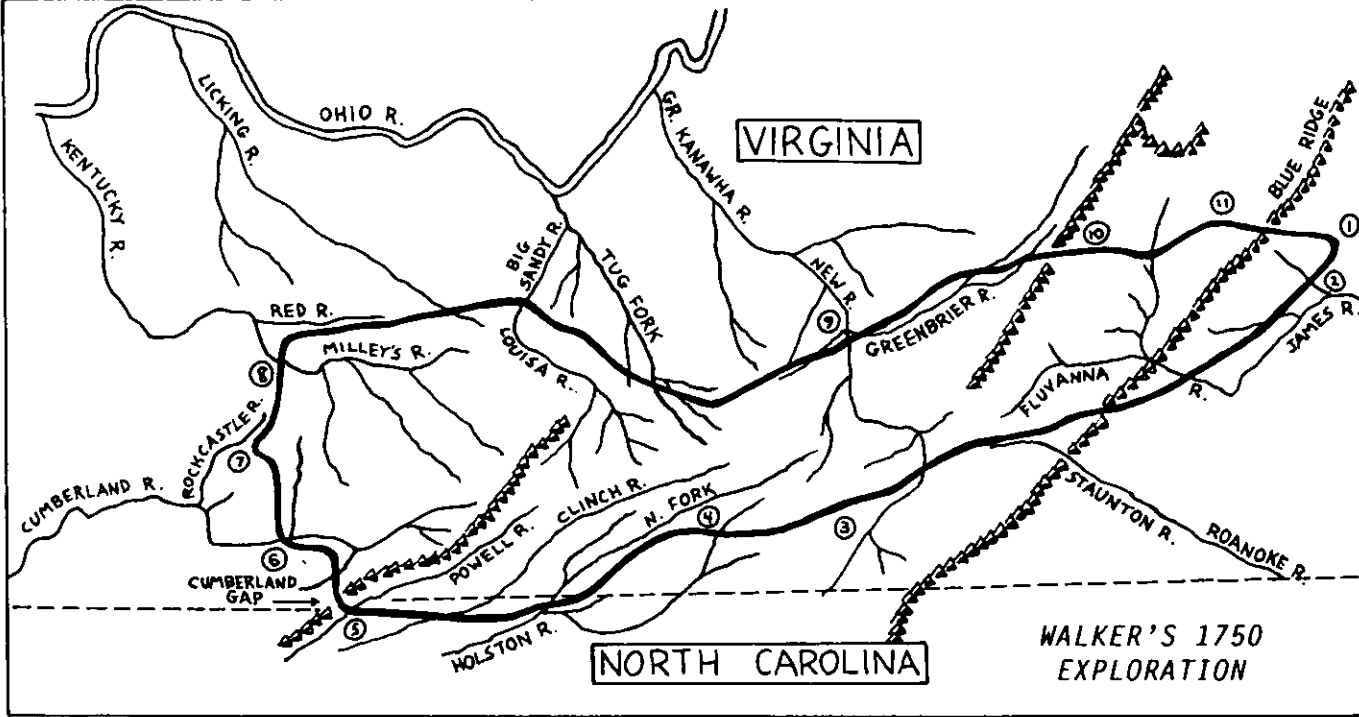 LICKING R.
OHIO R.
KENTUCKY R.
GR. KANAWHA R.
VIRGINIA
BLUE RIDGE
BIG
SANDY R.
TUG FORK
NEW R.
RED R.
MILLEY'S R.
LOUISA R.
GREENBRIER R.
JAMES R.
FLUVANNA
R.
ROCKCASTLE R.
CUMBERLAND R.
CLINCH R.
N. FORK
POWELL R.
STAUNTON R.
ROANOKE R.
CUMBERLAND
GAP
HOLSTON R.
NORTH CAROLINA
WALKER'S 1750
EXPLORATION
1
2
3
4
5
6
7
8
9
10
11